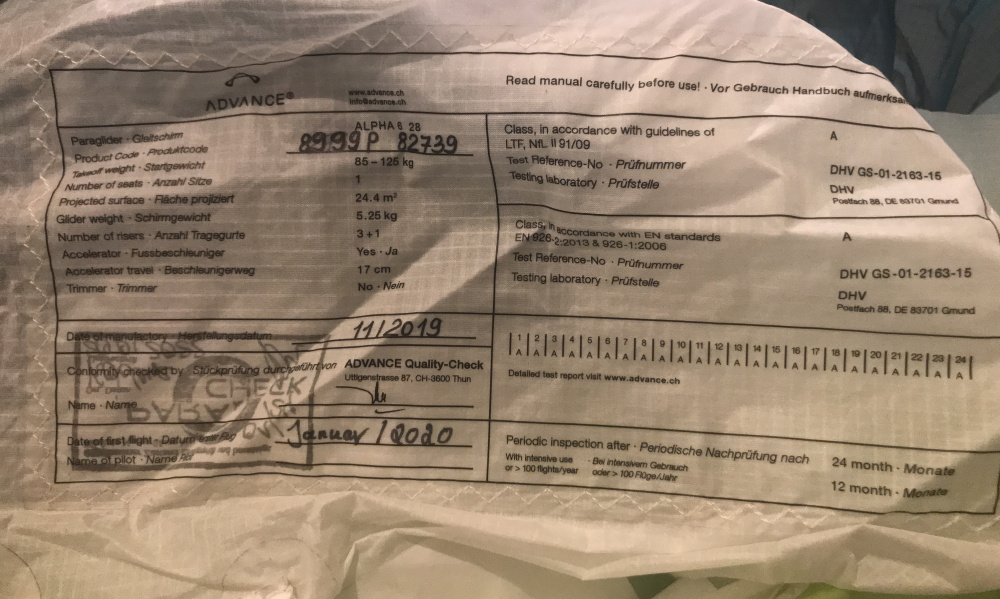 ADVANCE®
www.advance.ch
info@advance.ch
Read manual carefully before use! · Vor Gebrauch Handbuch aufmerksa
Paraglider · Gleitschirm ALPHA 6 28
Product Code · Produktcode 8999P 82739
Takeoff weight · Startgewicht 85 – 125 kg
Number of seats · Anzahl Sitze 1
Projected surface · Fläche projiziert 24.4 m²
Glider weight · Schirmgewicht 5.25 kg
Number of risers · Anzahl Tragegurte 3 +1
Accelerator · Fussbeschleuniger Yes · Ja
Accelerator travel · Beschleunigerweg 17 cm
Trimmer · Trimmer No · Nein
Date of manufactory · Herstellungsdatum 11/2019
Conformity checked by · Stückprüfung durchgeführt von ADVANCE Quality-Check
Uttigenstrasse 87, CH-3600 Thun
Name · Name
Date of first flight · Datum Januar / 2020
Name of pilot · Name
CHECK
PARA
Class, in accordance with guidelines of A
LTF, NfL II 91/09
Test Reference-No · Prüfnummer DHV GS-01-2163-15
Testing laboratory · Prüfstelle DHV
Postfach 88, DE 83701 Gmund
Class, in accordance with EN standards A
EN 926-2:2013 & 926-1:2006
Test Reference-No · Prüfnummer DHV GS-01-2163-15
Testing laboratory · Prüfstelle DHV
Postfach 88, DE 83701 Gmund
1 2 3 4 5 6 7 8 9 10 11 12 13 14 15 16 17 18 19 20 21 22 23 24
A A A A A A A A A A A A A A A A A A A A A A A A
Detailed test report visit www.advance.ch
Periodic inspection after · Periodische Nachprüfung nach 24 month · Monate
With intensive use · Bei intensivem Gebrauch 12 month · Monate
or > 100 flights/year oder > 100 Flüge/Jahr